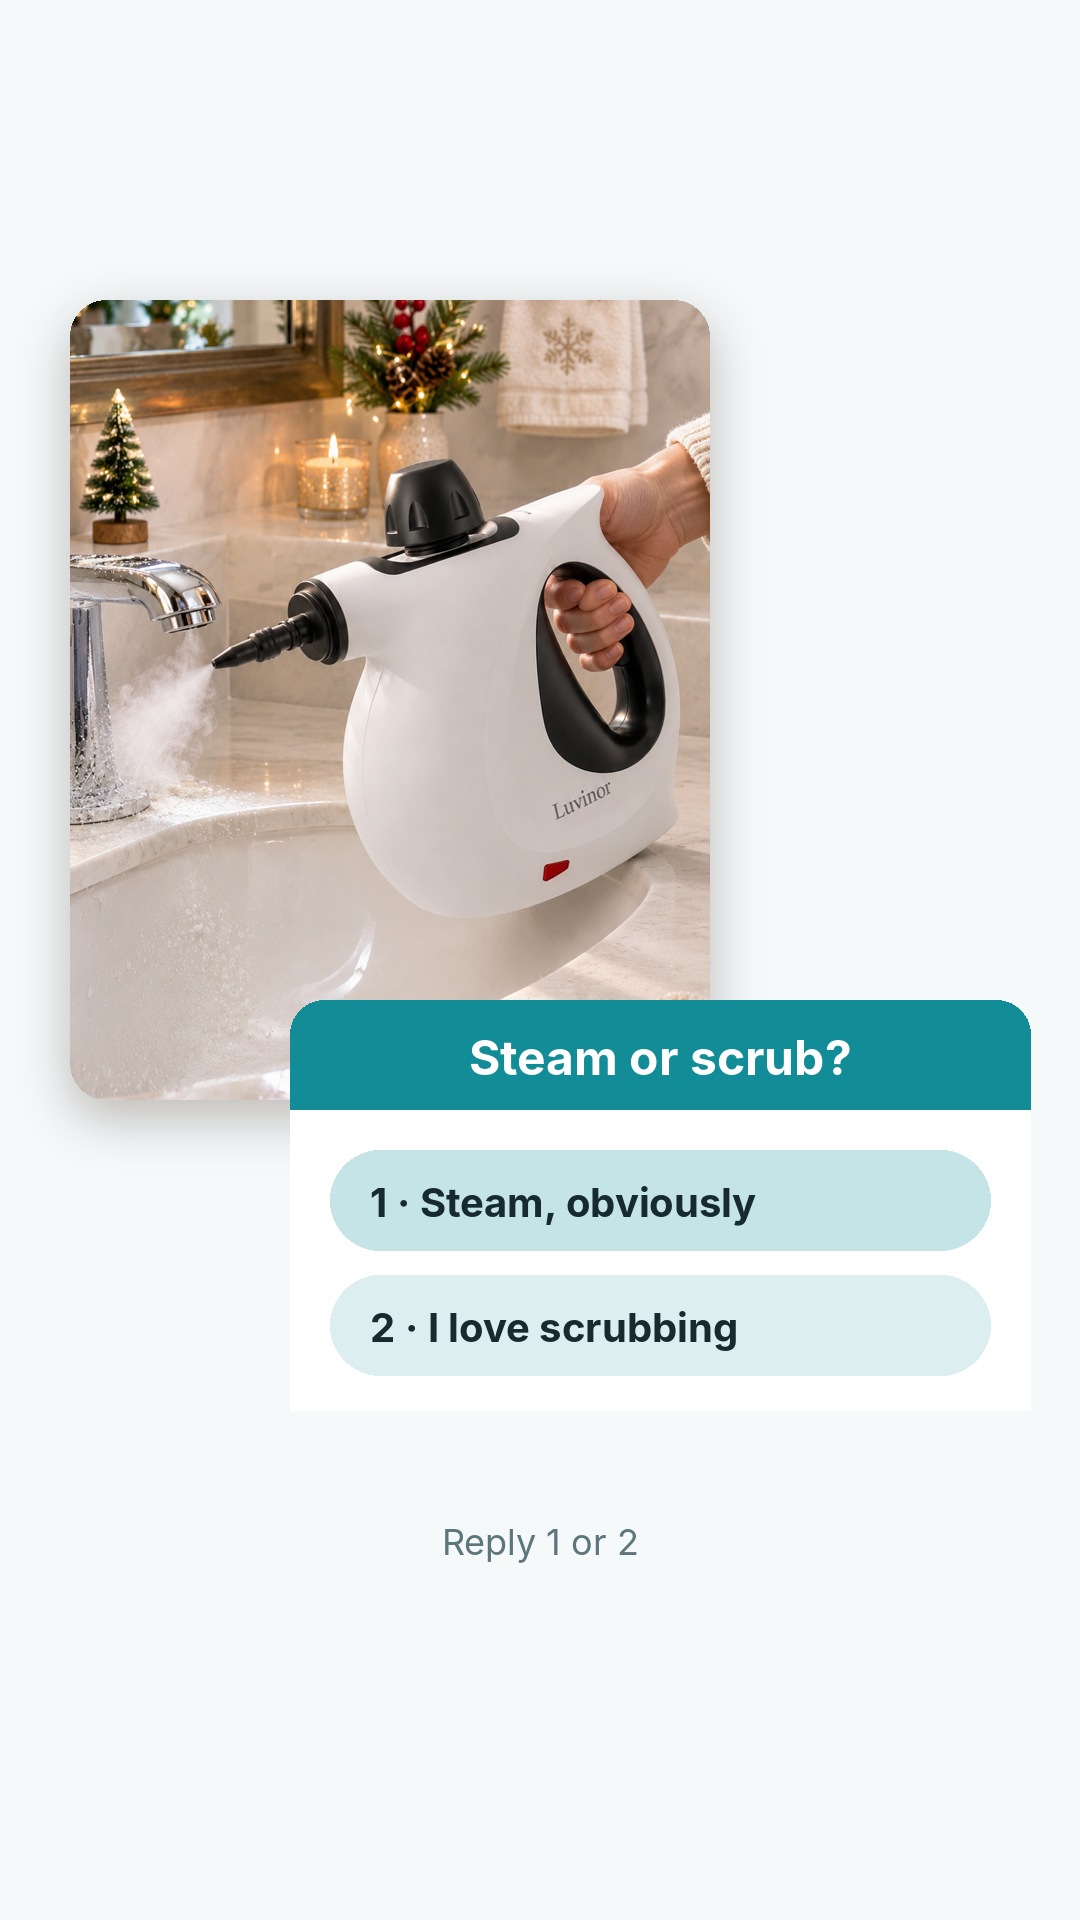 Luvinor
Steam or scrub?
1 · Steam, obviously
2 · I love scrubbing
Reply 1 or 2